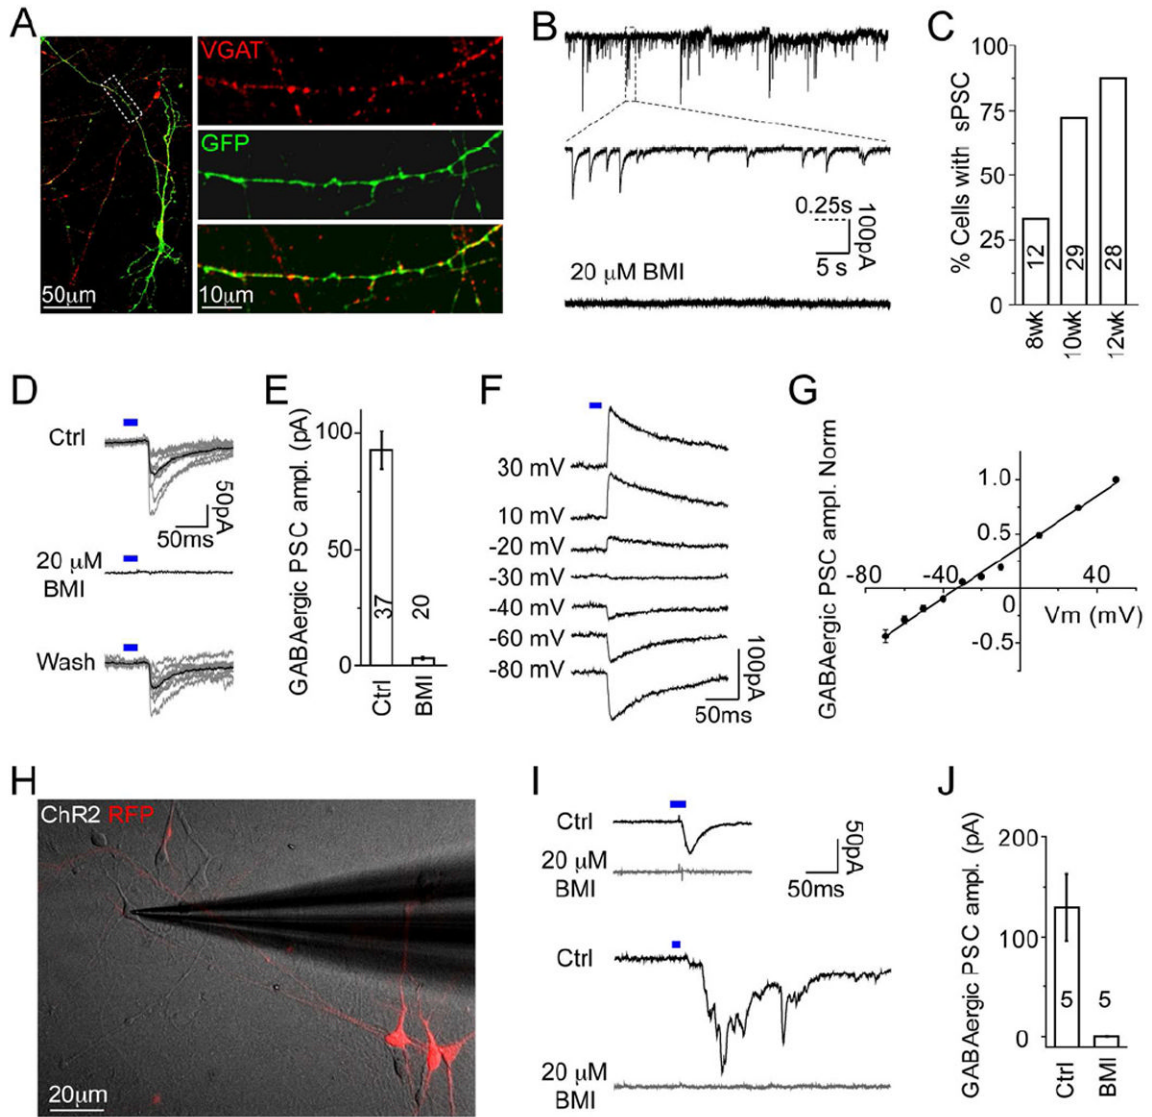 A
VGAT
GFP
50μm
10μm
B
0.25s
100pA
5 s
20 μM BMI
C
% Cells with sPSC
100
75
50
25
0
12
29
28
8wk
10wk
12wk
D
Ctrl
50pA
50ms
20 μM
BMI
Wash
E
GABAergic PSC ampl. (pA)
100
50
0
37
20
Ctrl
BMI
F
30 mV
10 mV
-20 mV
-30 mV
-40 mV
-60 mV
-80 mV
100pA
50ms
G
GABAergic PSC ampl. Norm
1.0
0.5
-80
-40
0
40
Vm (mV)
-0.5
H
ChR2 RFP
20μm
I
Ctrl
20 μM
BMI
50pA
50ms
Ctrl
20 μM
BMI
J
GABAergic PSC ampl. (pA)
200
100
0
5
5
Ctrl
BMI